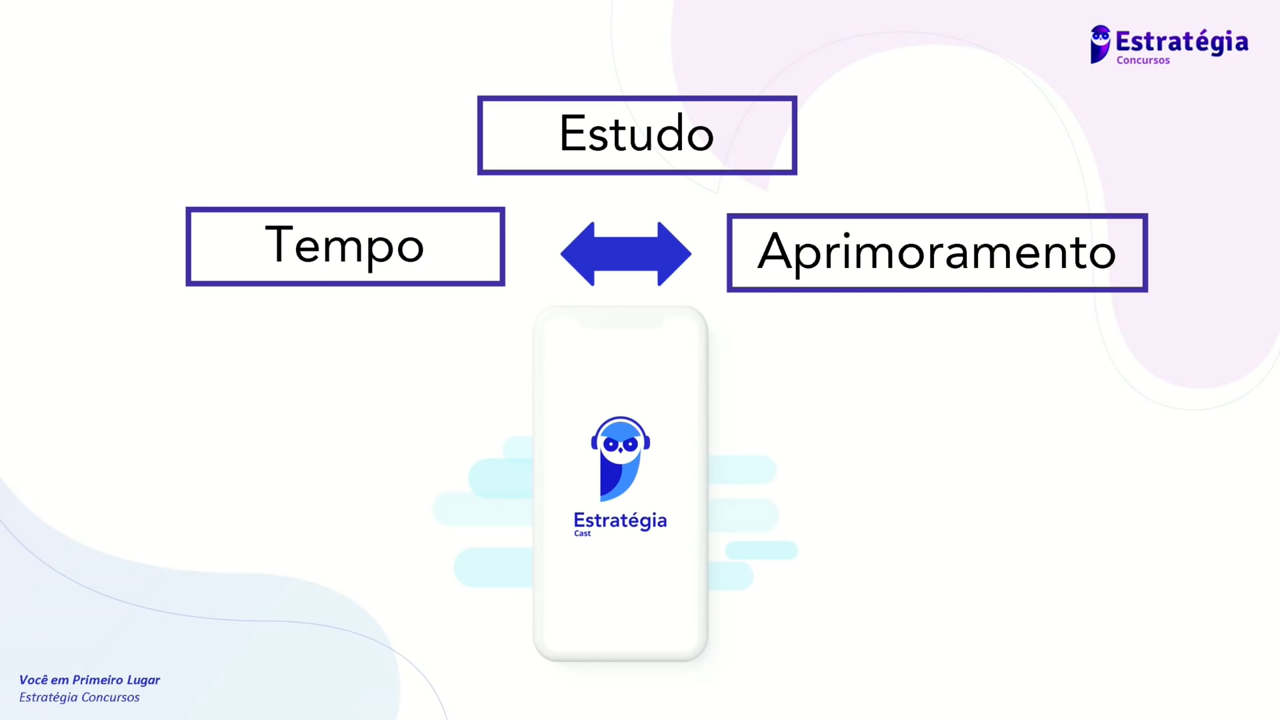 Estratégia
Concursos
Estudo
Tempo
Aprimoramento
Estratégia
Cast
Você em Primeiro Lugar
Estratégia Concursos